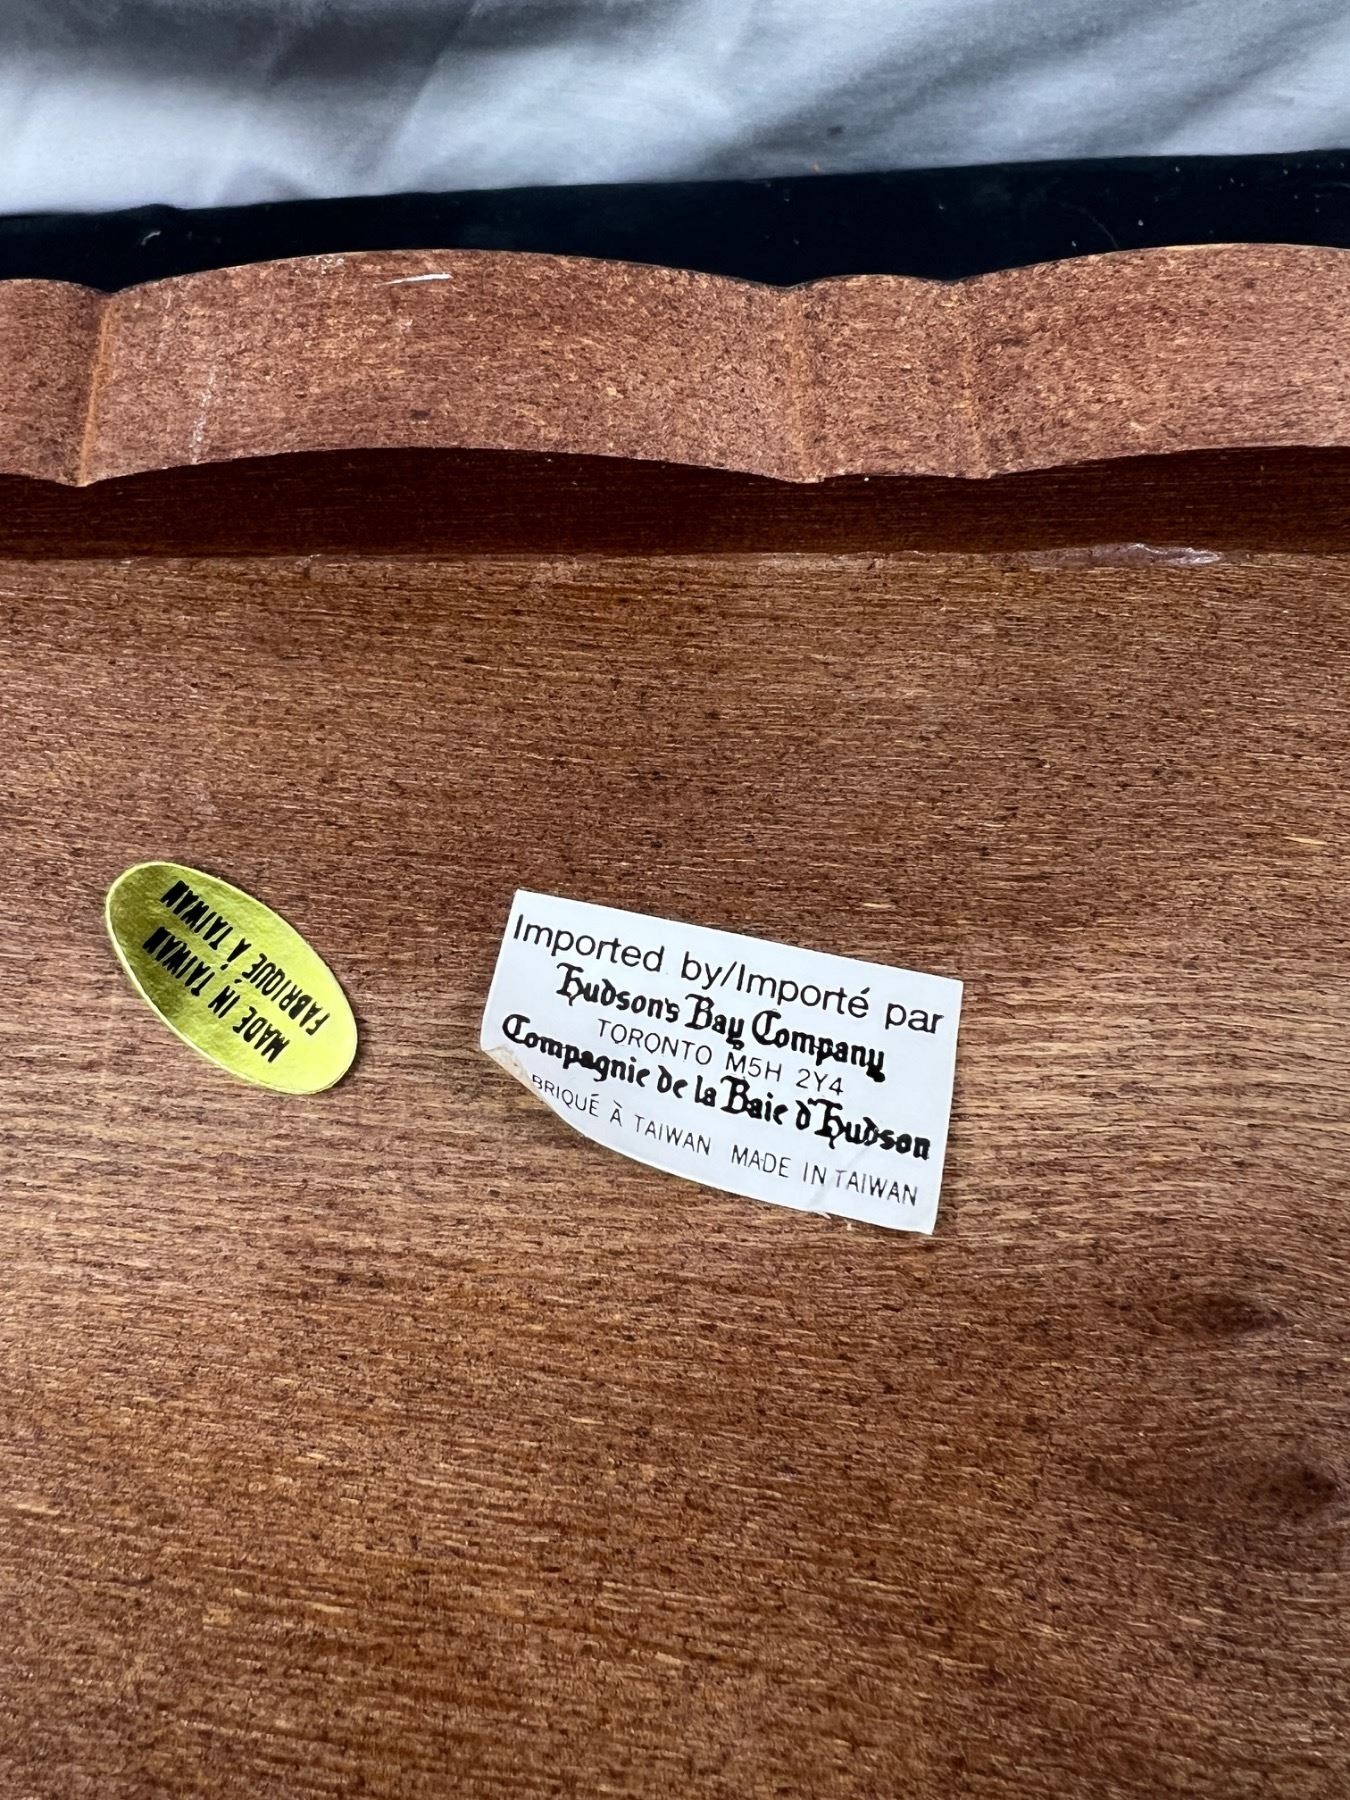 MADE IN TAIWAN
FABRIQUÉ À TAIWAN
Imported by/Importé par
Hudson's Bay Company
TORONTO M5H 2Y4
Compagnie de la Baie d'Hudson
BRIQUÉ À TAIWAN MADE IN TAIWAN